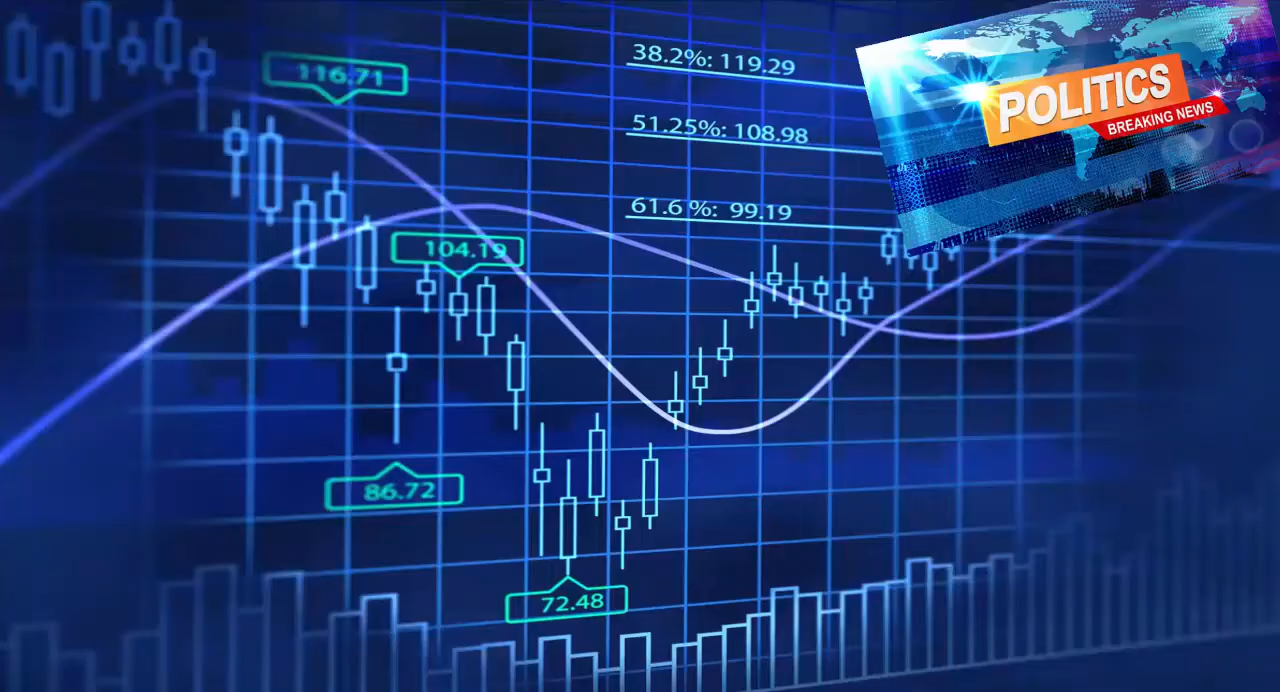 116.71
38.2%: 119.29
51.25%: 108.98
61.6 %: 99.19
POLITICS
BREAKING NEWS
104.19
86.72
72.48